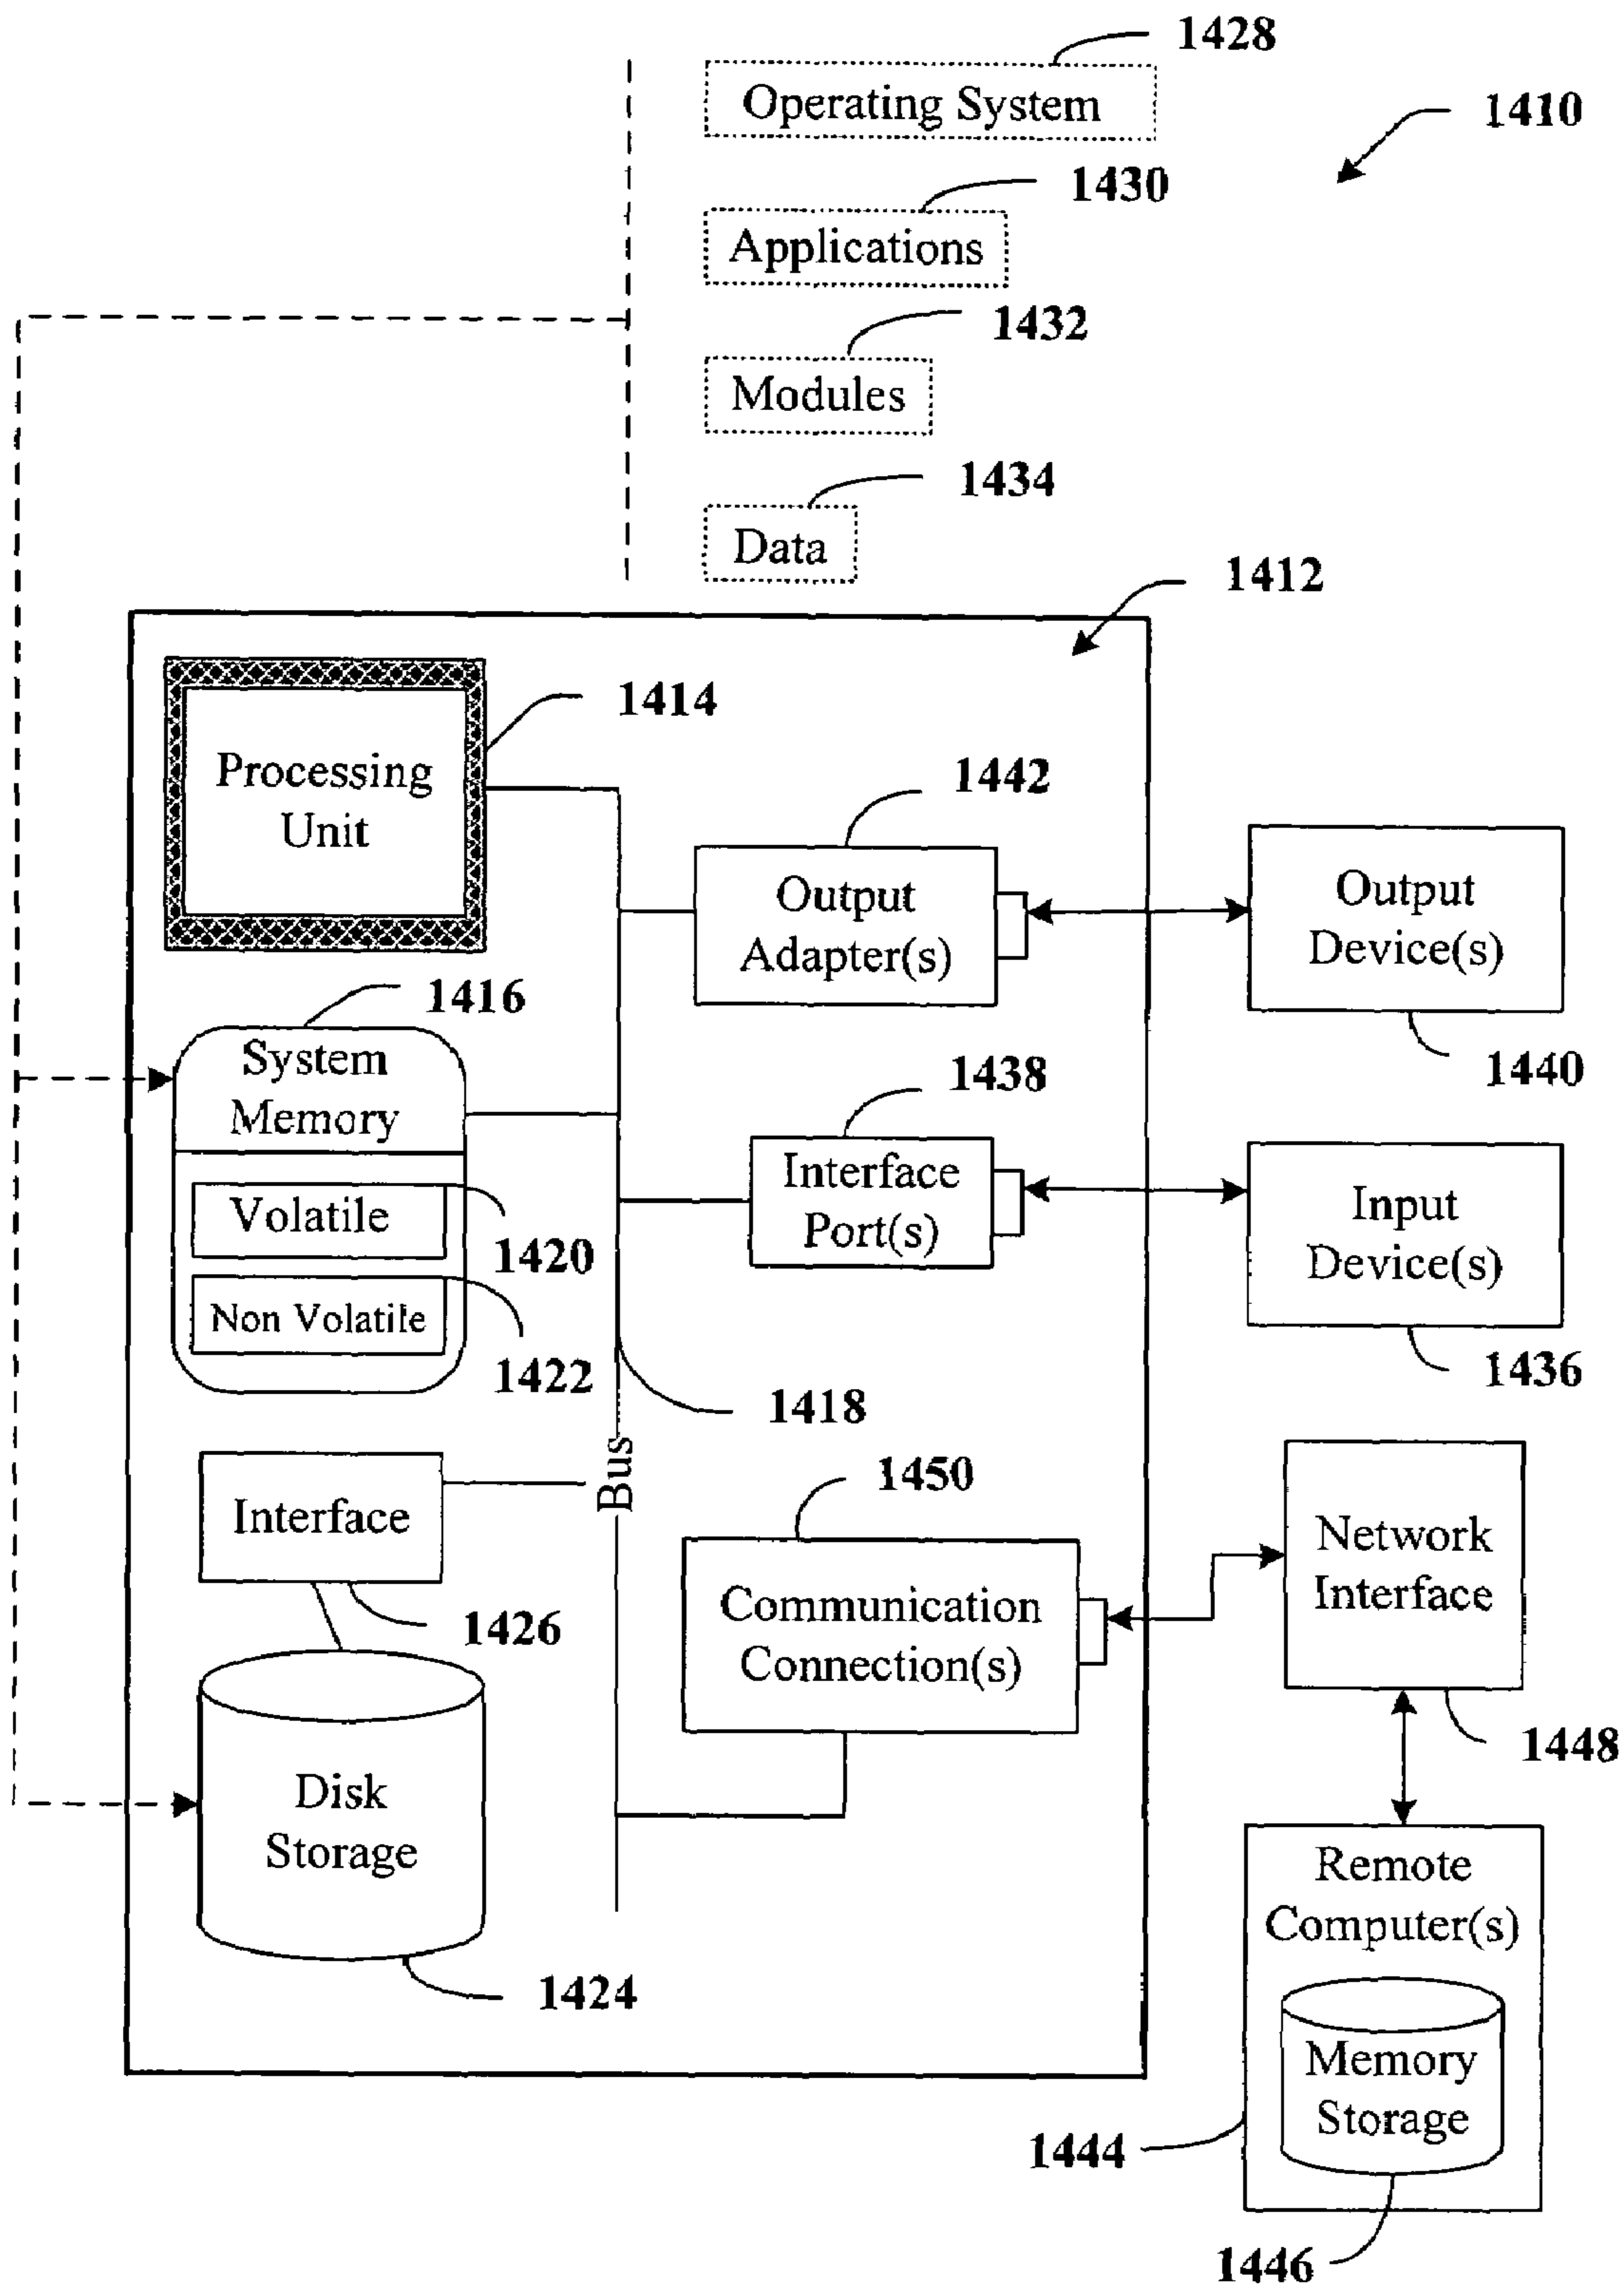 1428
Operating System
1410
1430
Applications
1432
Modules
1434
Data
1412
1414
Processing
Unit
1442
Output
Adapter(s)
Output
Device(s)
1440
1416
System
Memory
1438
Interface
Port(s)
Input
Device(s)
1436
Volatile
1420
Non Volatile
1422
1418
Bus
Interface
1426
1450
Communication
Connection(s)
Network
Interface
1448
Disk
Storage
1424
Remote
Computer(s)
Memory
Storage
1444
1446